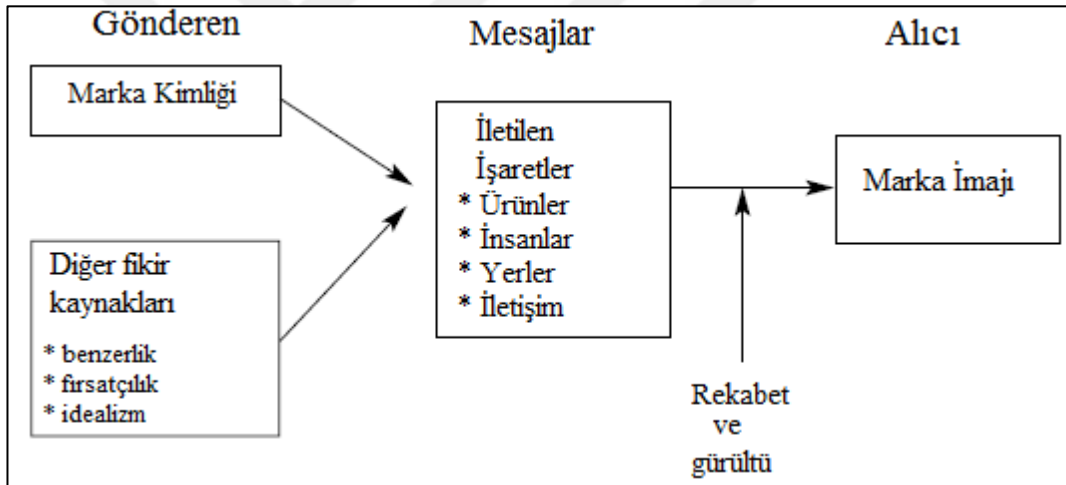 Gönderen
Mesajlar
Alıcı
Marka Kimliği
Diğer fikir
kaynakları
* benzerlik
* fırsatçılık
* idealizm
İletilen
İşaretler
* Ürünler
* İnsanlar
* Yerler
* İletişim
Rekabet
ve
gürültü
Marka İmajı